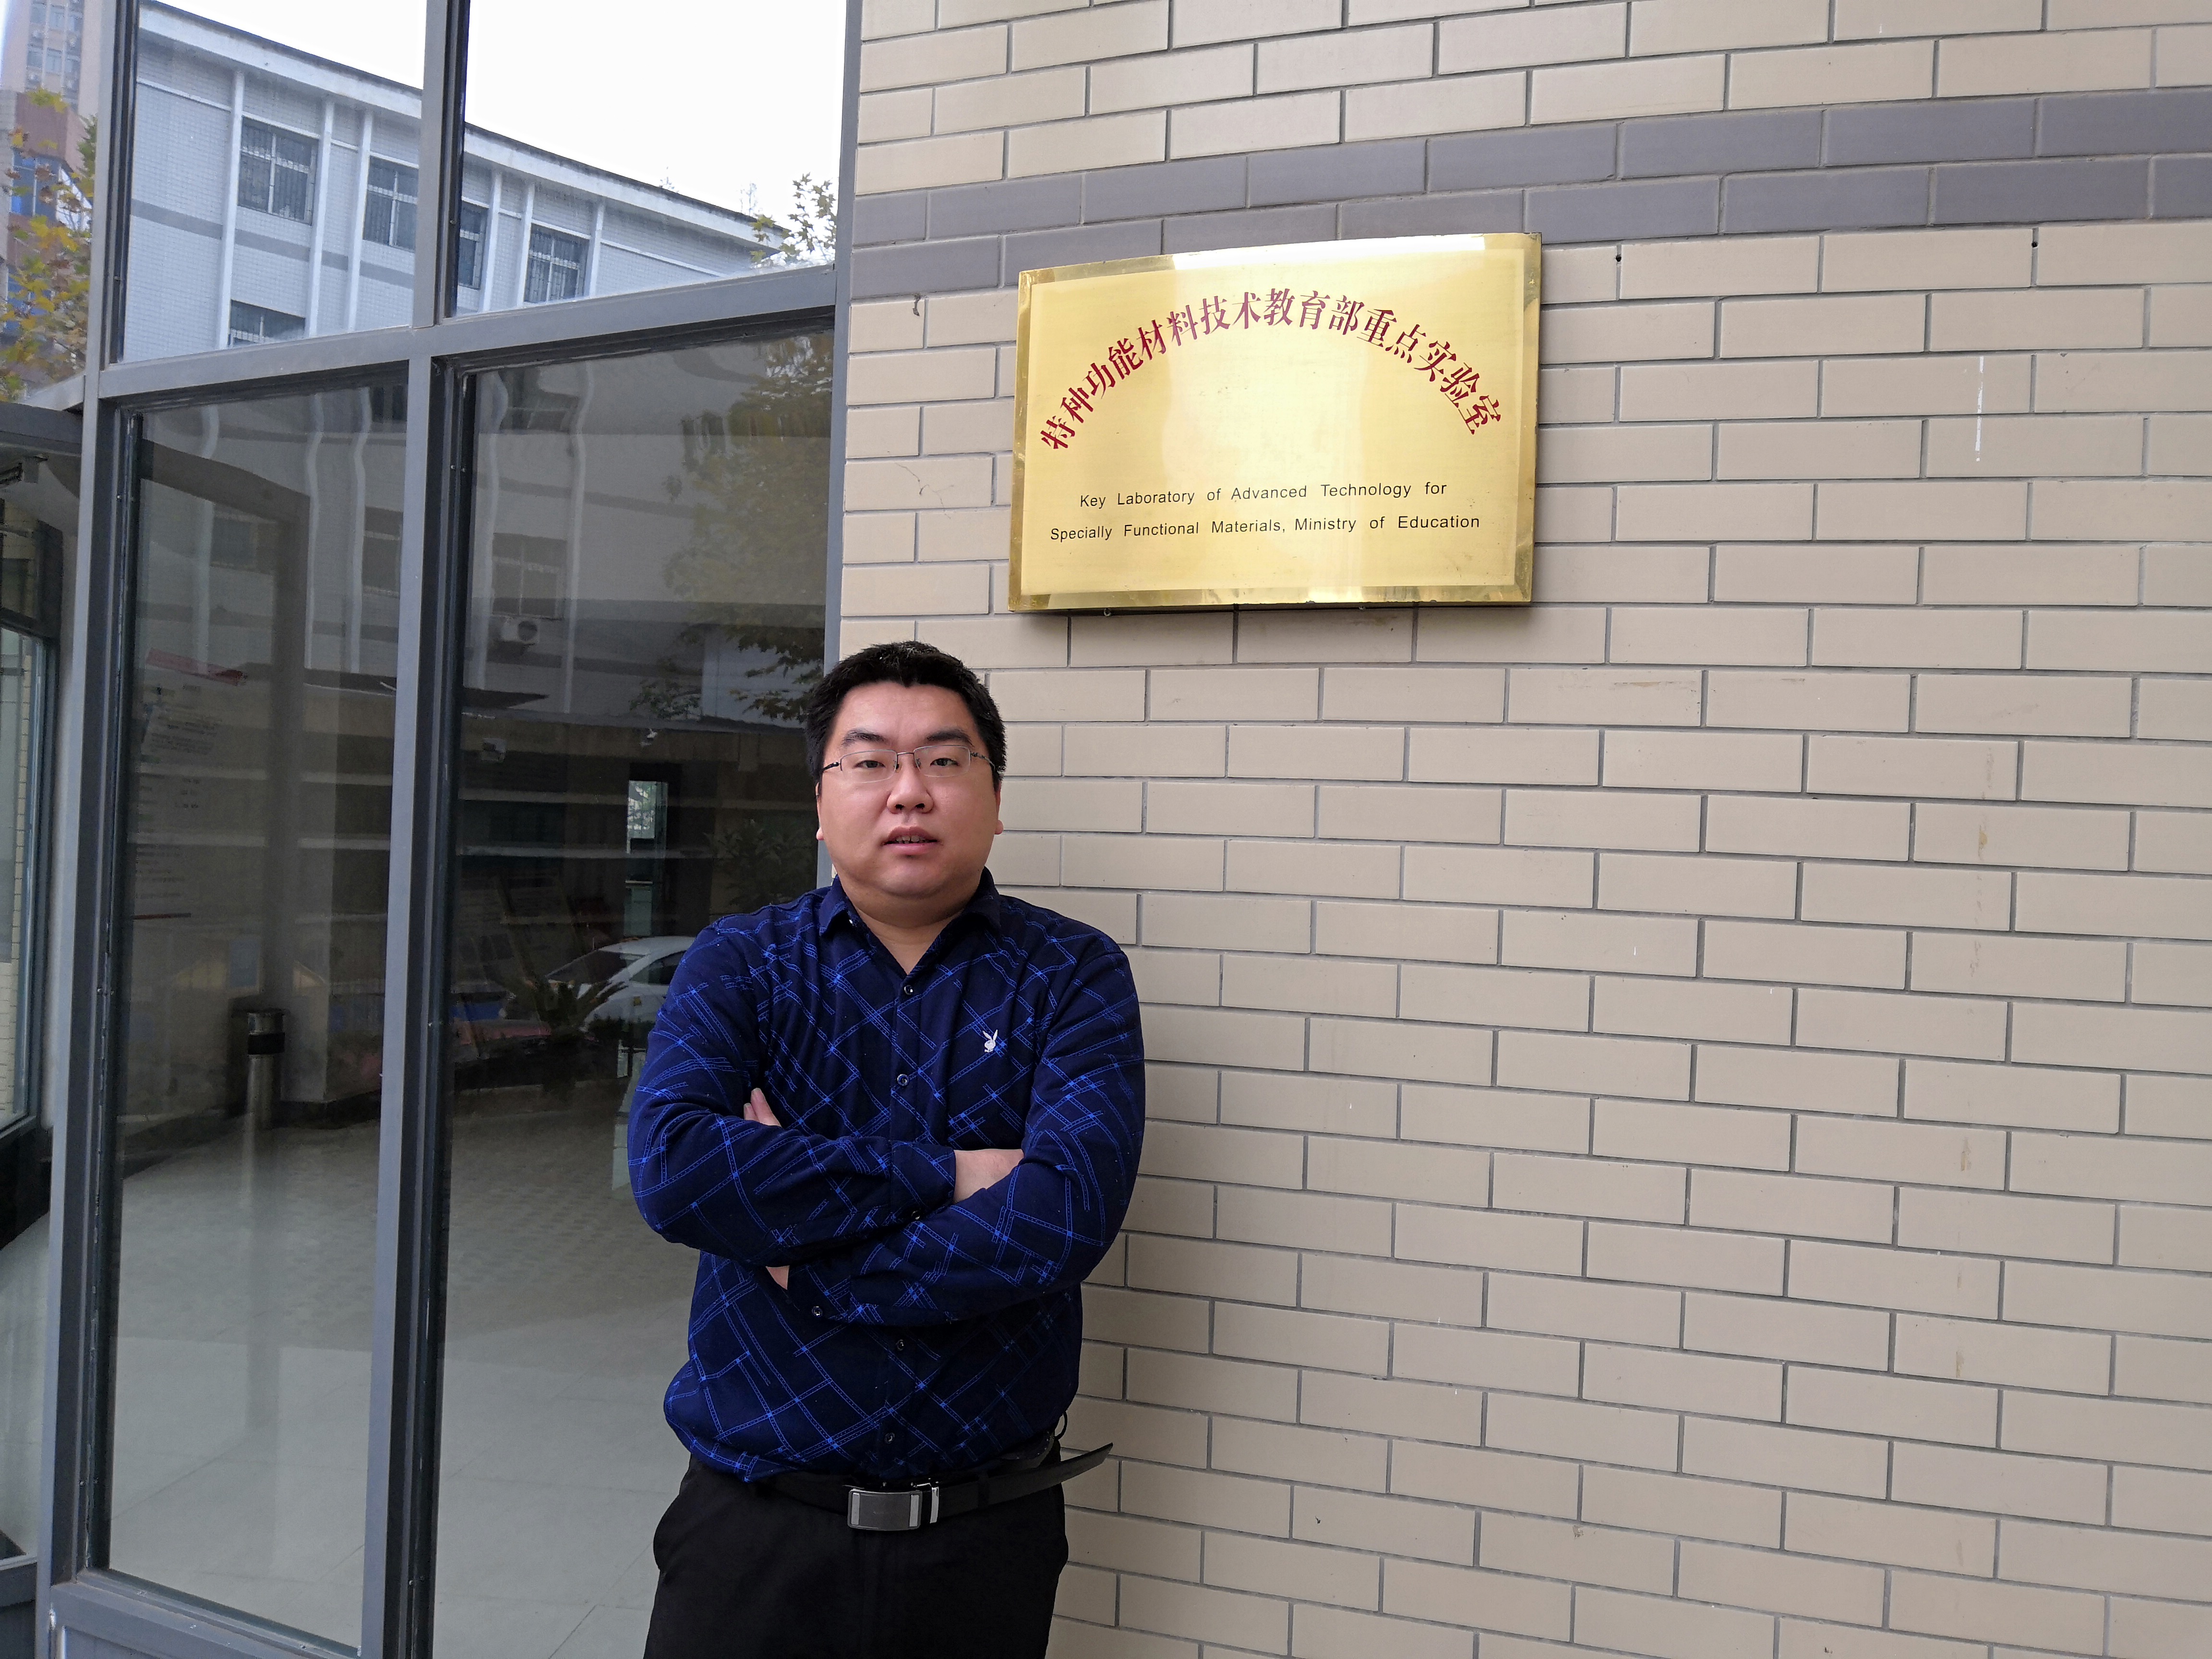 特种功能材料技术教育部重点实验室
Key Laboratory of Advanced Technology for
Specially Functional Materials, Ministry of Education